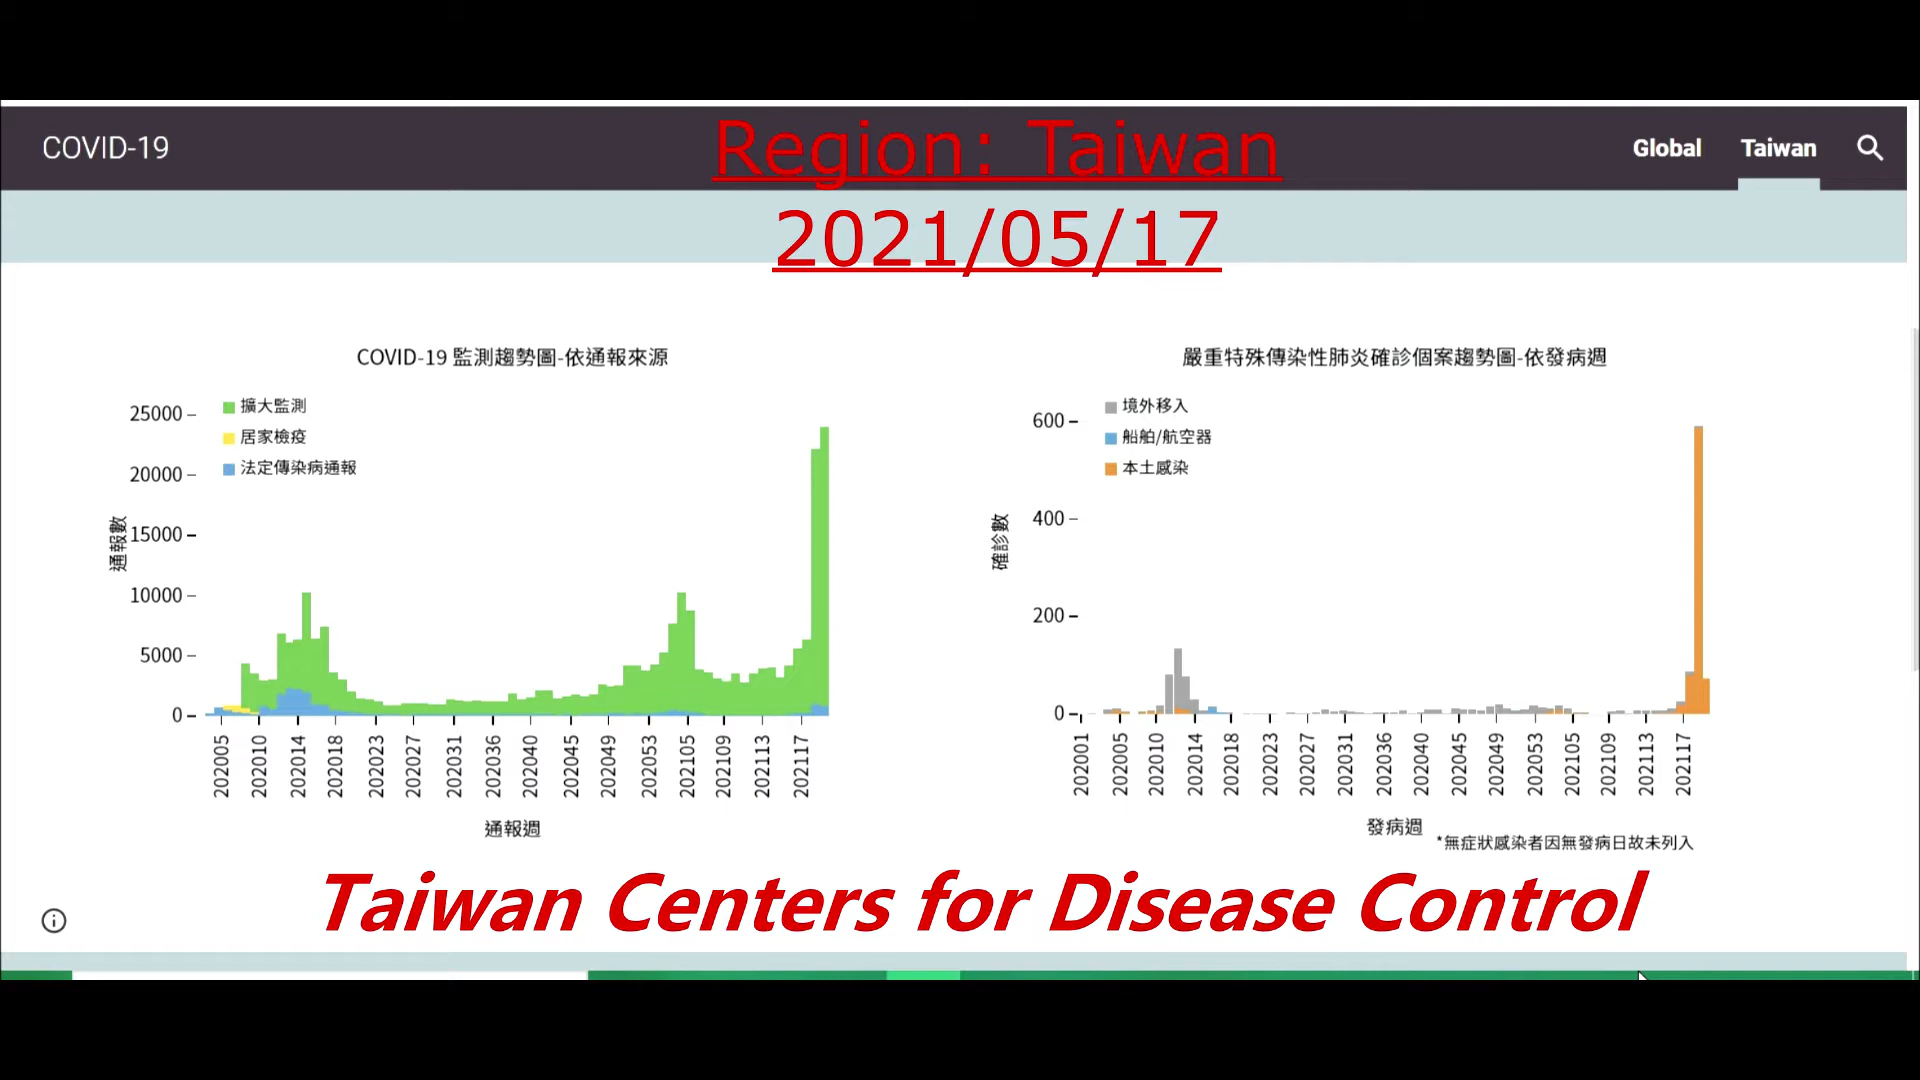 COVID-19
Region: Taiwan
Global
Taiwan
2021/05/17
COVID-19 監測趨勢圖-依通報來源
擴大監測
居家檢疫
法定傳染病通報
通報數
25000
20000
15000
10000
5000
0
202005
202010
202014
202018
202023
202027
202031
202036
202040
202045
202049
202053
202105
202109
202113
202117
通報週
嚴重特殊傳染性肺炎確診個案趨勢圖-依發病週
境外移入
船舶/航空器
本土感染
確診數
600
400
200
0
202001
202005
202010
202014
202018
202023
202027
202031
202036
202040
202045
202049
202053
202105
202109
202113
202117
發病週
*無症狀感染者因無發病日故未列入
Taiwan Centers for Disease Control